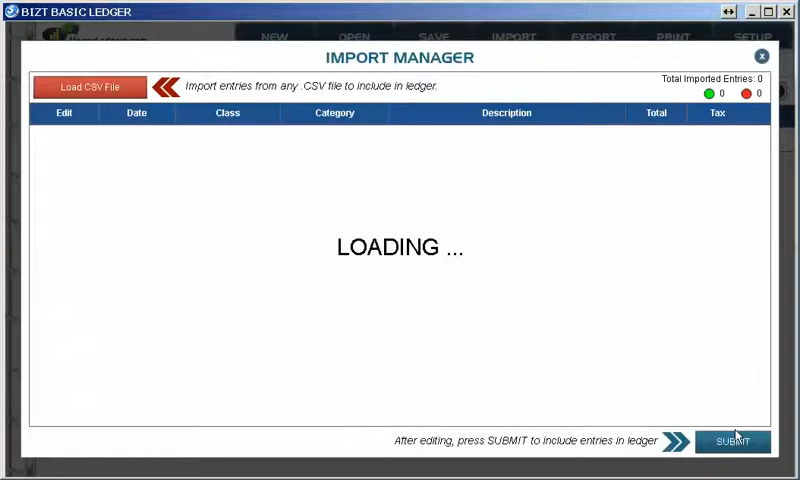 BIZT BASIC LEDGER
NEW OPEN SAVE IMPORT EXPORT PRINT SETUP
IMPORT MANAGER
X
Load CSV File
Import entries from any .CSV file to include in ledger.
Total Imported Entries: 0
0 0
Edit Date Class Category Description Total Tax
LOADING ...
After editing, press SUBMIT to include entries in ledger
SUBMIT